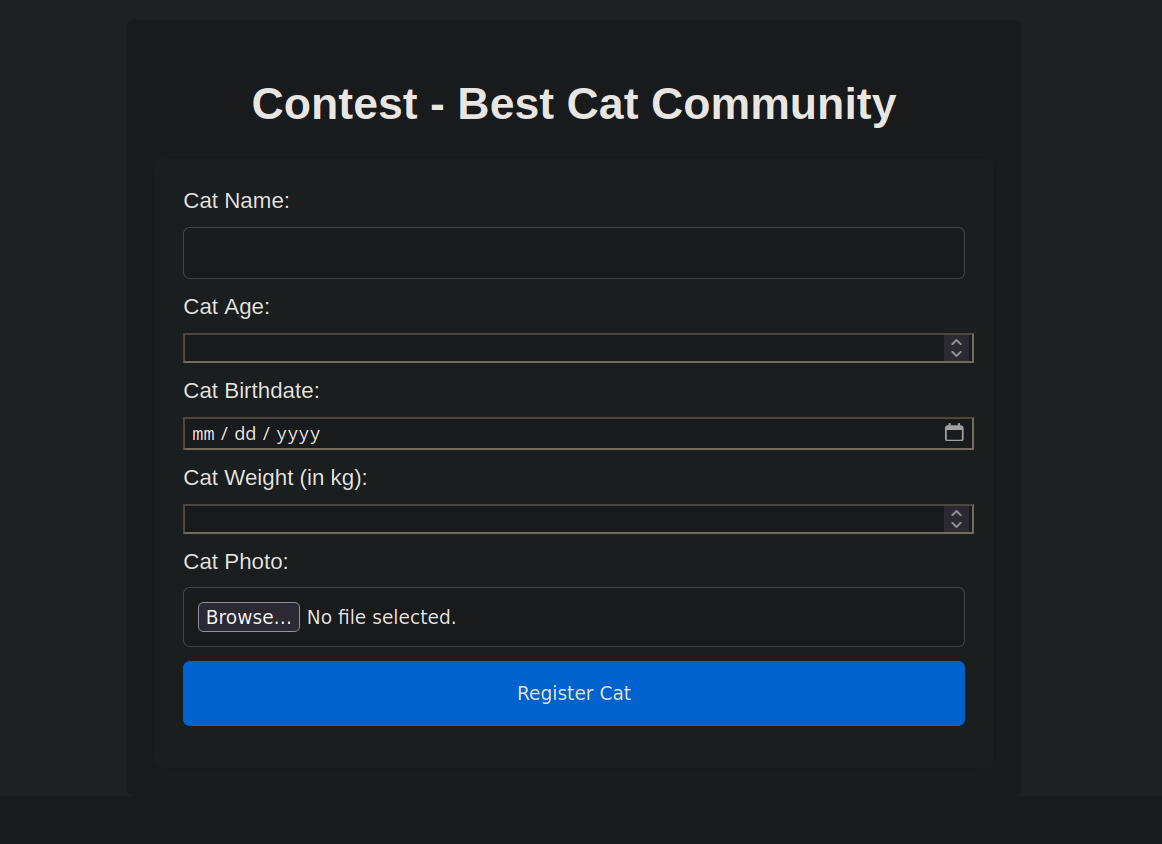 Contest - Best Cat Community
Cat Name:
Cat Age:
Cat Birthdate:
mm / dd / yyyy
Cat Weight (in kg):
Cat Photo:
Browse... No file selected.
Register Cat